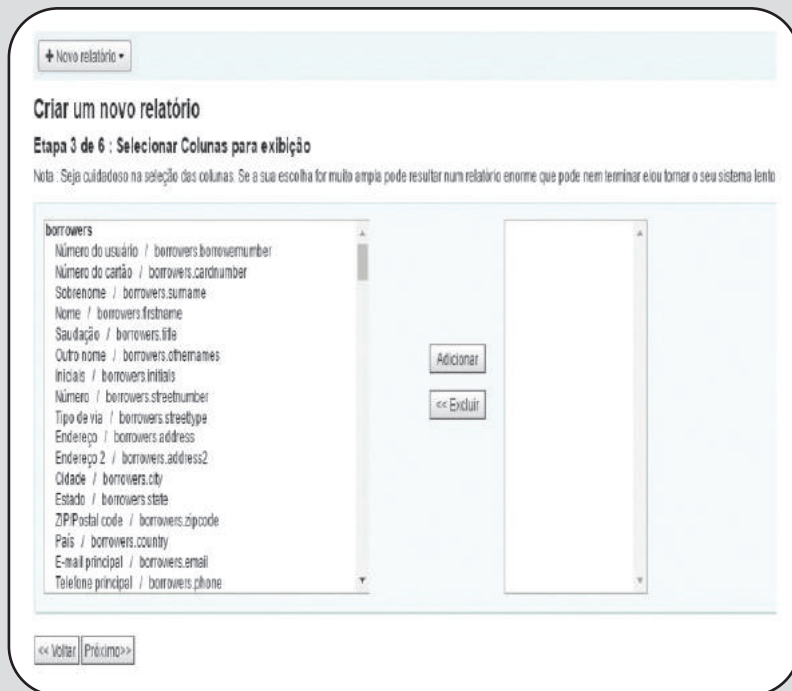 + Novo relatório
Criar um novo relatório
Etapa 3 de 6 : Selecionar Colunas para exibição
Nota : Seja cuidadoso na seleção das colunas. Se a sua escolha for muito ampla pode resultar num relatório enorme que pode nem terminar e/ou tornar o seu sistema lento
borrowers
Número do usuário / borrowers.borrowernumber
Número do cartão / borrowers.cardnumber
Sobrenome / borrowers.surname
Nome / borrowers.firstname
Saudação / borrowers.title
Outro nome / borrowers.othernames
Iniciais / borrowers.initials
Número / borrowers.streetnumber
Tipo de via / borrowers.streettype
Endereço / borrowers.address
Endereço 2 / borrowers.address2
Cidade / borrowers.city
Estado / borrowers.state
ZIP/Postal code / borrowers.zipcode
País / borrowers.country
E-mail principal / borrowers.email
Telefone principal / borrowers.phone
Adicionar
<< Excluir
<< Voltar Próximo>>